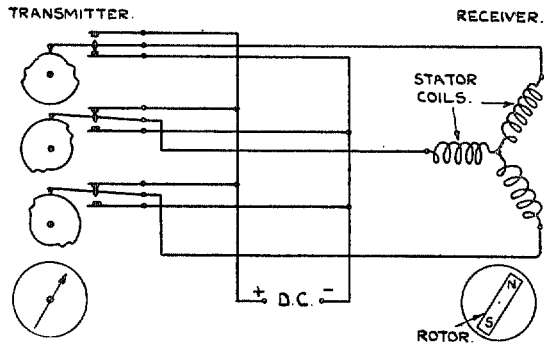 TRANSMITTER.
RECEIVER.
STATOR
COILS.
+ D.C. -
N
S
ROTOR.